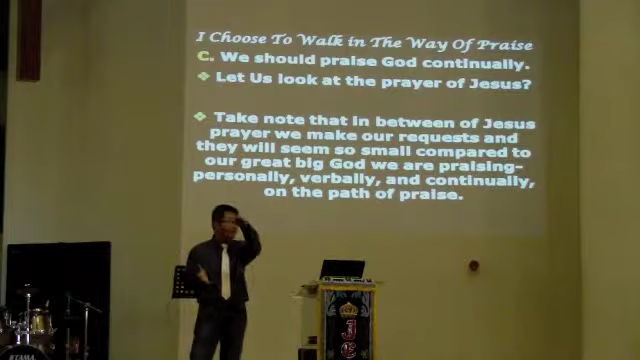 I Choose To Walk in The Way Of Praise
C. We should praise God continually.
❖ Let Us look at the prayer of Jesus?
❖ Take note that in between of Jesus
prayer we make our requests and
they will seem so small compared to
our great big God we are praising-
personally, verbally, and continually,
on the path of praise.
TAMA